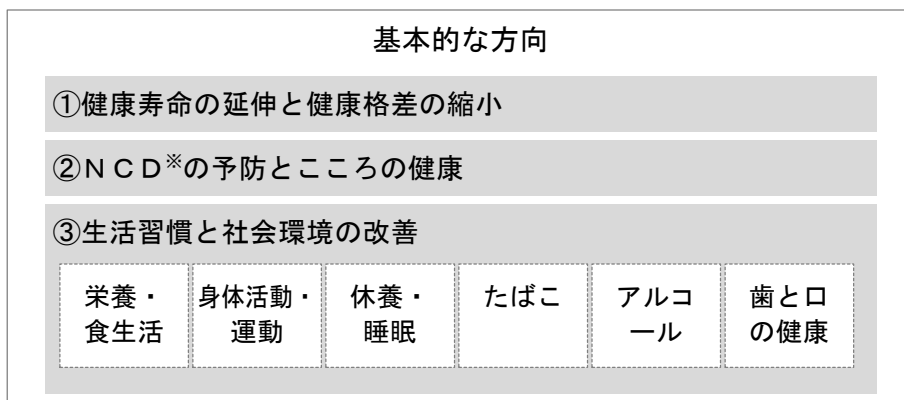 基本的な方向
①健康寿命の延伸と健康格差の縮小
②ＮＣＤ※の予防とこころの健康
③生活習慣と社会環境の改善
栄養・
食生活
身体活動・
運動
休養・
睡眠
たばこ
アルコ
ール
歯と口
の健康